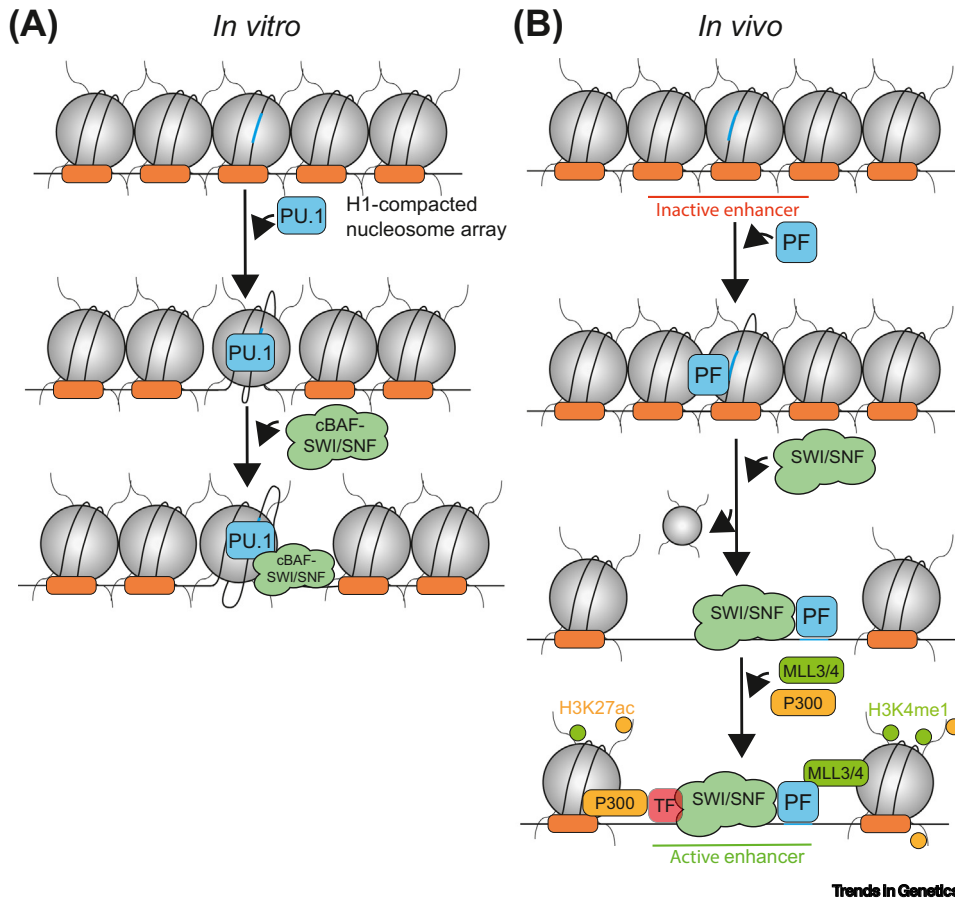 (A)
In vitro
PU.1
H1-compacted
nucleosome array
PU.1
cBAF-
SWI/SNF
PU.1
cBAF-
SWI/SNF
(B)
In vivo
Inactive enhancer
PF
PF
SWI/SNF
SWI/SNF
PF
MLL3/4
P300
H3K27ac
H3K4me1
MLL3/4
P300
TF
SWI/SNF
PF
Active enhancer
Trends in Genetics